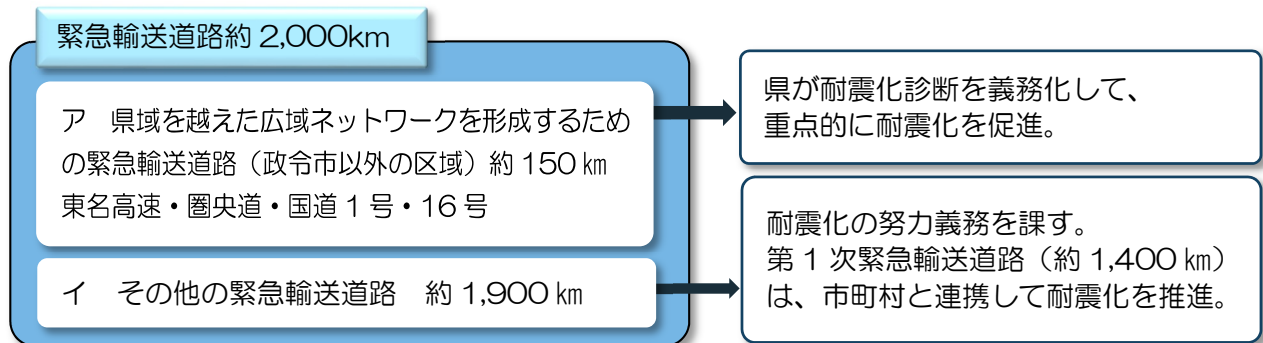 緊急輸送道路約 2,000km
ア　県域を越えた広域ネットワークを形成するため
の緊急輸送道路（政令市以外の区域）約 150 ㎞
東名高速・圏央道・国道 1 号・16 号
県が耐震化診断を義務化して、
重点的に耐震化を促進。
イ　その他の緊急輸送道路　約 1,900 ㎞
耐震化の努力義務を課す。
第 1 次緊急輸送道路（約 1,400 ㎞）
は、市町村と連携して耐震化を推進。